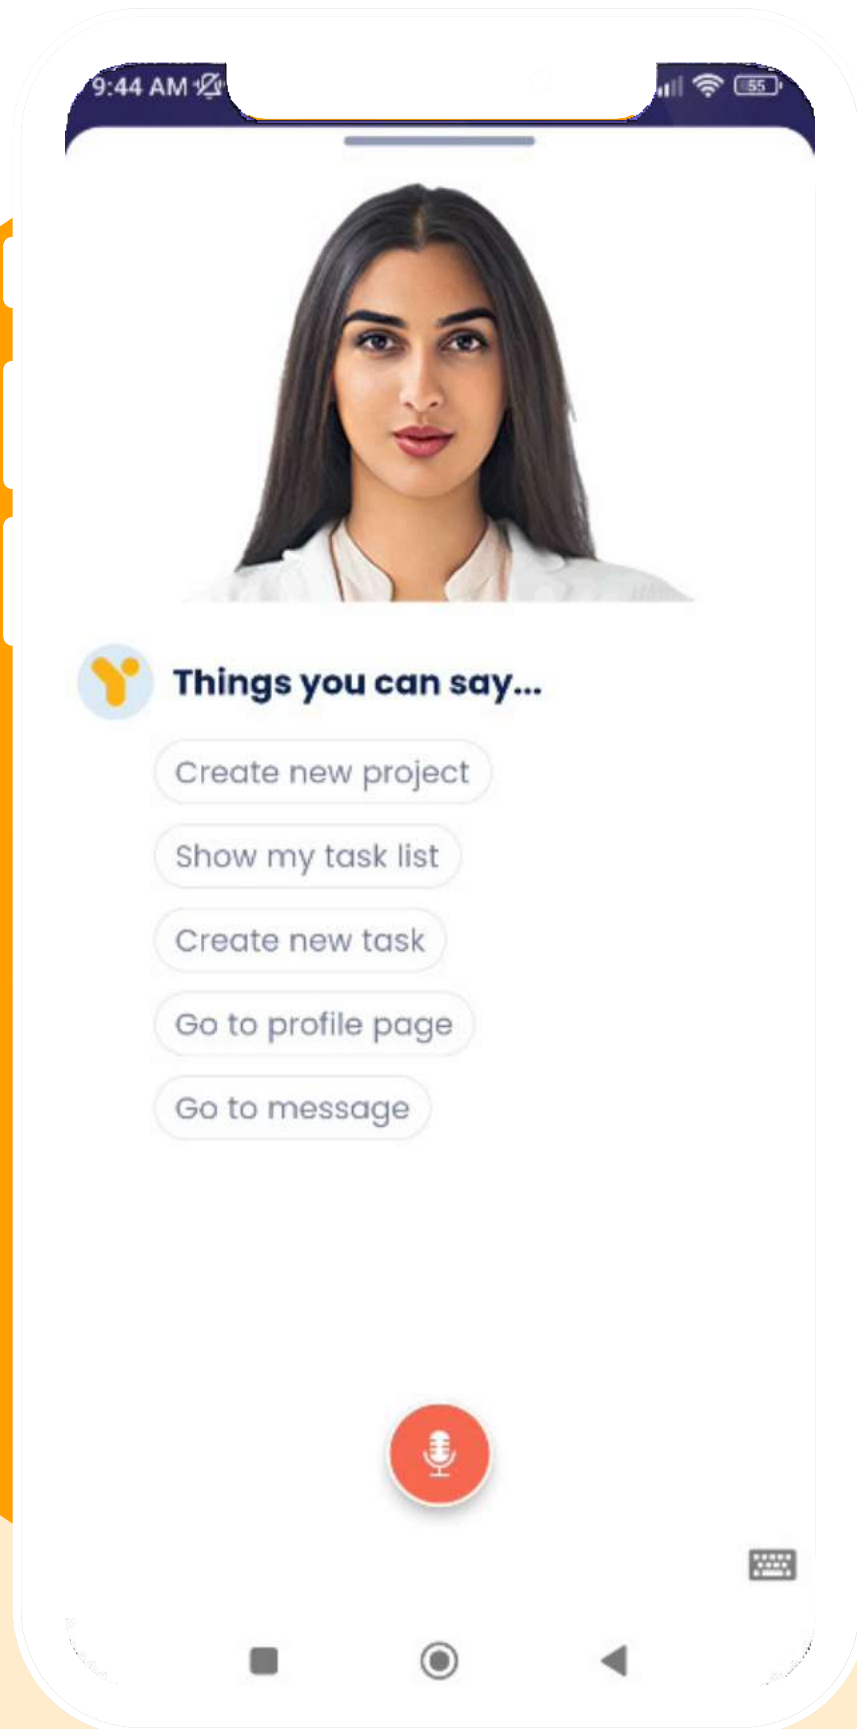 9:44 AM 55
Things you can say...
Create new project
Show my task list
Create new task
Go to profile page
Go to message